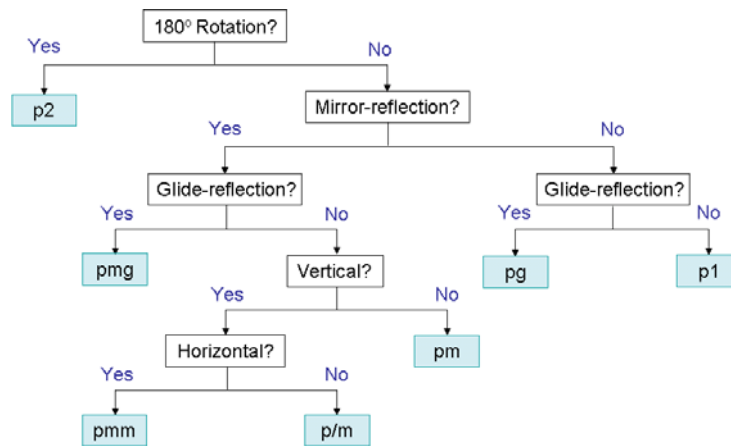 180º Rotation?
Yes
No
p2
Mirror-reflection?
Yes
No
Glide-reflection?
Glide-reflection?
Yes
No
Yes
No
pmg
Vertical?
pg
p1
Yes
No
Horizontal?
pm
Yes
No
pmm
p/m